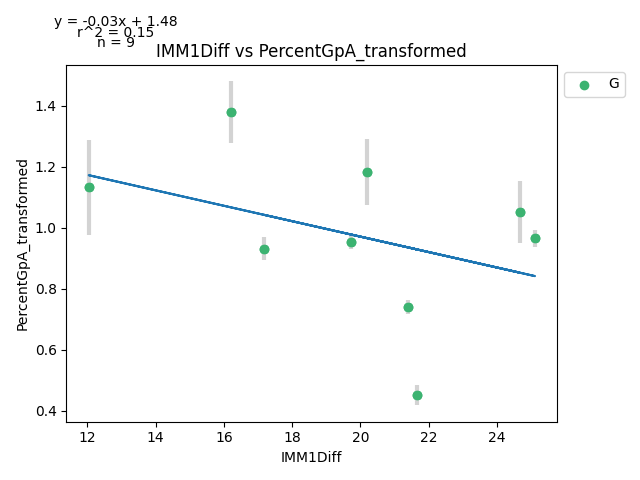 y = -0.03x + 1.48
r^2 = 0.15
n = 9
IMM1Diff vs PercentGpA_transformed
G
PercentGpA_transformed
1.4
1.2
1.0
0.8
0.6
0.4
12 14 16 18 20 22 24
IMM1Diff